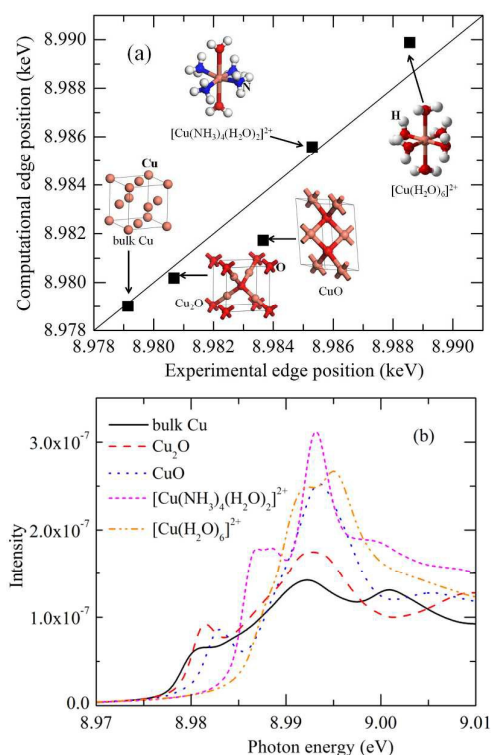 (a)
Computational edge position (keV)
8.990
8.988
8.986
8.984
8.982
8.980
8.978
N
[Cu(NH₃)₄(H₂O)₂]²⁺
H
[Cu(H₂O)₆]²⁺
Cu
bulk Cu
Cu₂O
O
CuO
8.978 8.980 8.982 8.984 8.986 8.988 8.990
Experimental edge position (keV)
(b)
bulk Cu
Cu₂O
CuO
[Cu(NH₃)₄(H₂O)₂]²⁺
[Cu(H₂O)₆]²⁺
Intensity
3.0x10⁻⁷
2.0x10⁻⁷
1.0x10⁻⁷
0.0
8.97 8.98 8.99 9.00 9.01
Photon energy (eV)